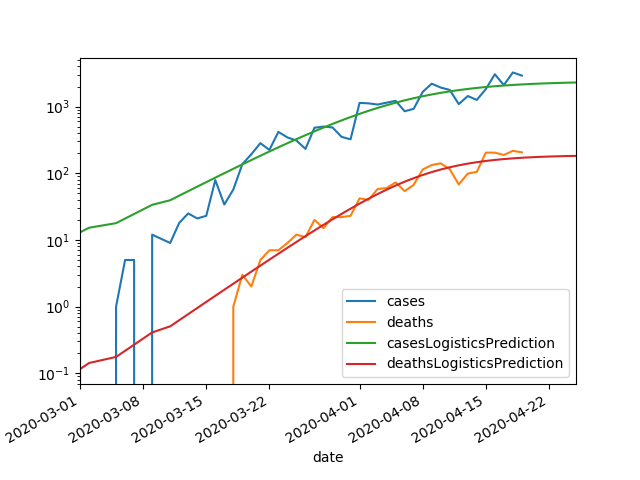 10³
10²
10¹
10⁰
10⁻¹
cases
deaths
casesLogisticsPrediction
deathsLogisticsPrediction
2020-03-01
2020-03-08
2020-03-15
2020-03-22
2020-04-01
2020-04-08
2020-04-15
2020-04-22
date